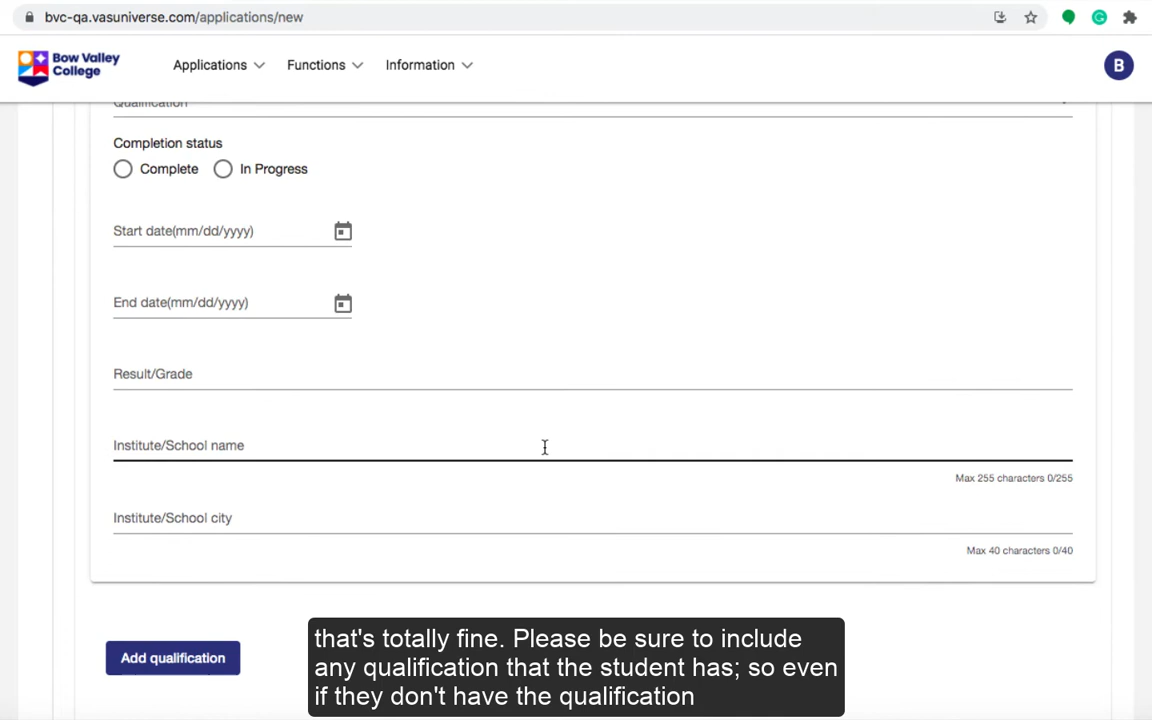 bvc-qa.vasuniverse.com/applications/new
Bow Valley
College
Applications
Functions
Information
B
Qualification
Completion status
Complete
In Progress
Start date(mm/dd/yyyy)
End date(mm/dd/yyyy)
Result/Grade
Institute/School name
Max 255 characters 0/255
Institute/School city
Max 40 characters 0/40
Add qualification
that's totally fine. Please be sure to include
any qualification that the student has; so even
if they don't have the qualification